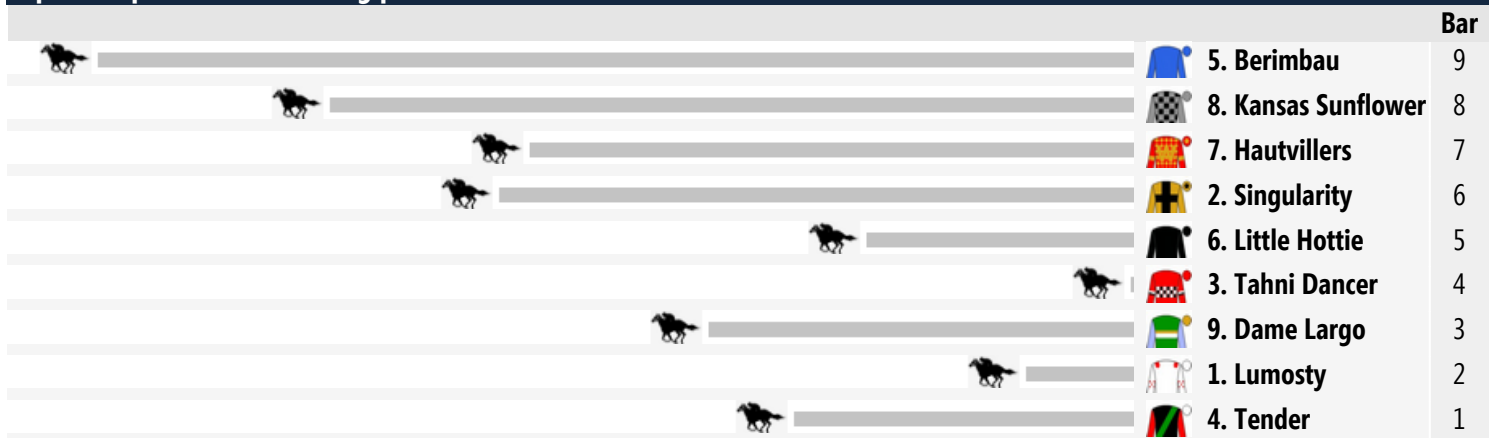 Bar
5. Berimbau 9
8. Kansas Sunflower 8
7. Hautvillers 7
2. Singularity 6
6. Little Hottie 5
3. Tahni Dancer 4
9. Dame Largo 3
1. Lumosty 2
4. Tender 1